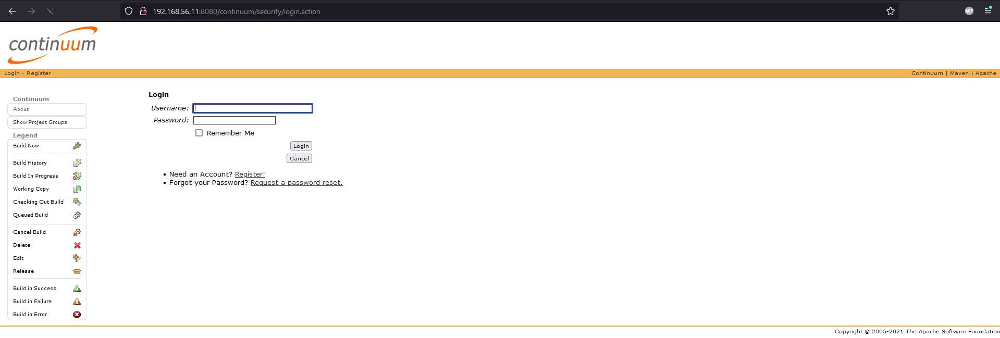 192.168.56.11:8080/continuum/security/login.action
ABP
continuum
Login - Register
Continuum | Maven | Apache
Continuum
About
Show Project Groups
Legend
Build Now
Build History
Build In Progress
Working Copy
Checking Out Build
Queued Build
Cancel Build
Delete
Edit
Release
Build in Success
Build in Failure
Build in Error
Login
Username:
Password:
Remember Me
Login
Cancel
• Need an Account? Register!
• Forgot your Password? Request a password reset.
Copyright © 2005-2021 The Apache Software Foundation